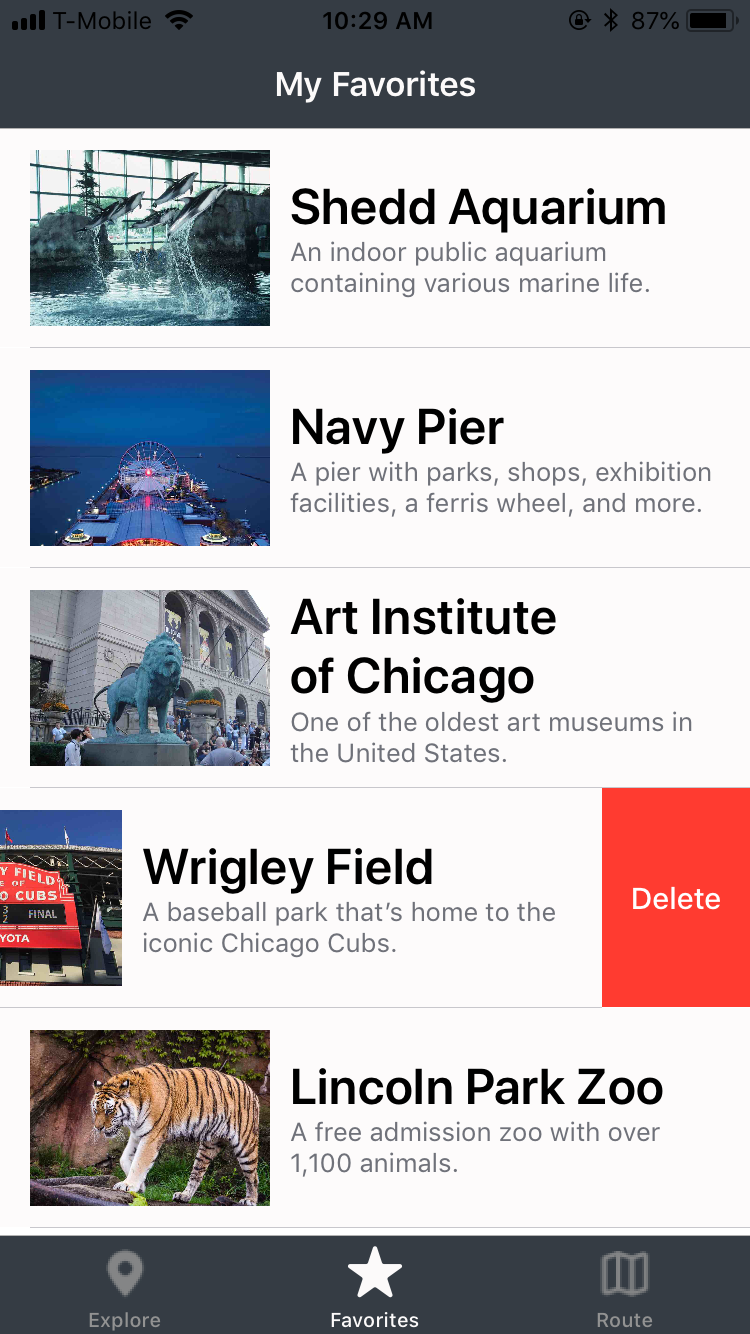 T-Mobile 10:29 AM 87%
My Favorites
Shedd Aquarium
An indoor public aquarium
containing various marine life.
Navy Pier
A pier with parks, shops, exhibition
facilities, a ferris wheel, and more.
Art Institute
of Chicago
One of the oldest art museums in
the United States.
Y FIELD
E OF
O CUBS
3 FINAL
2
YOTA
Wrigley Field
A baseball park that’s home to the
iconic Chicago Cubs.
Delete
Lincoln Park Zoo
A free admission zoo with over
1,100 animals.
Explore Favorites Route